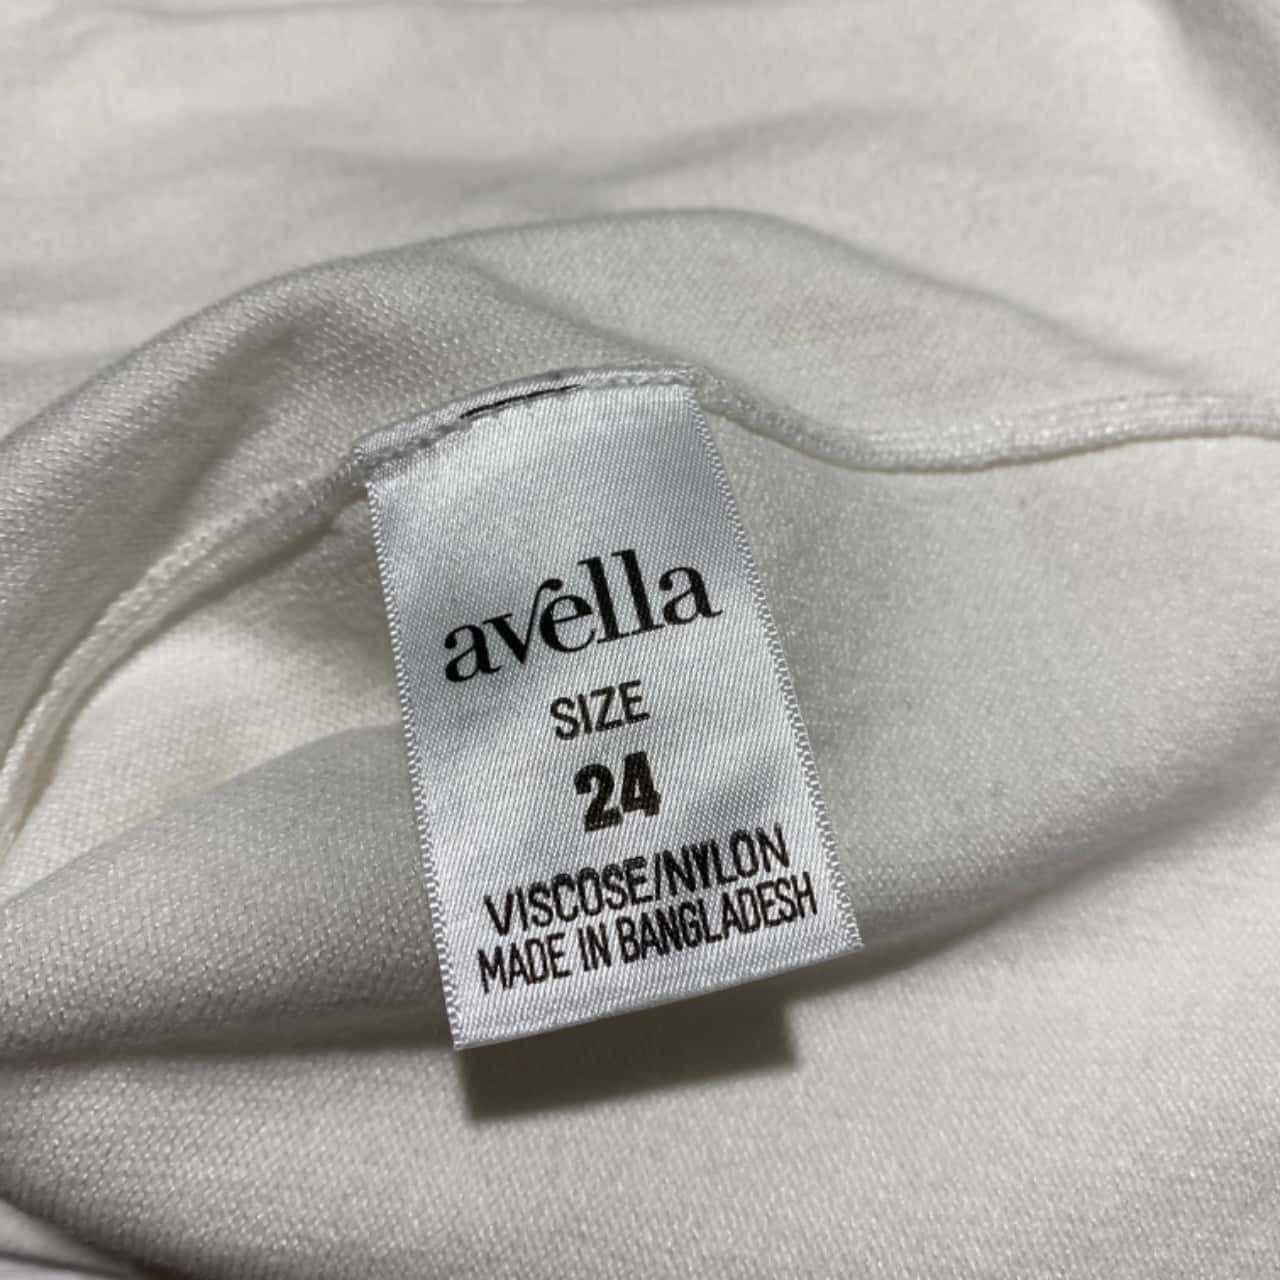 avella
SIZE
24
VISCOSE/NYLON
MADE IN BANGLADESH